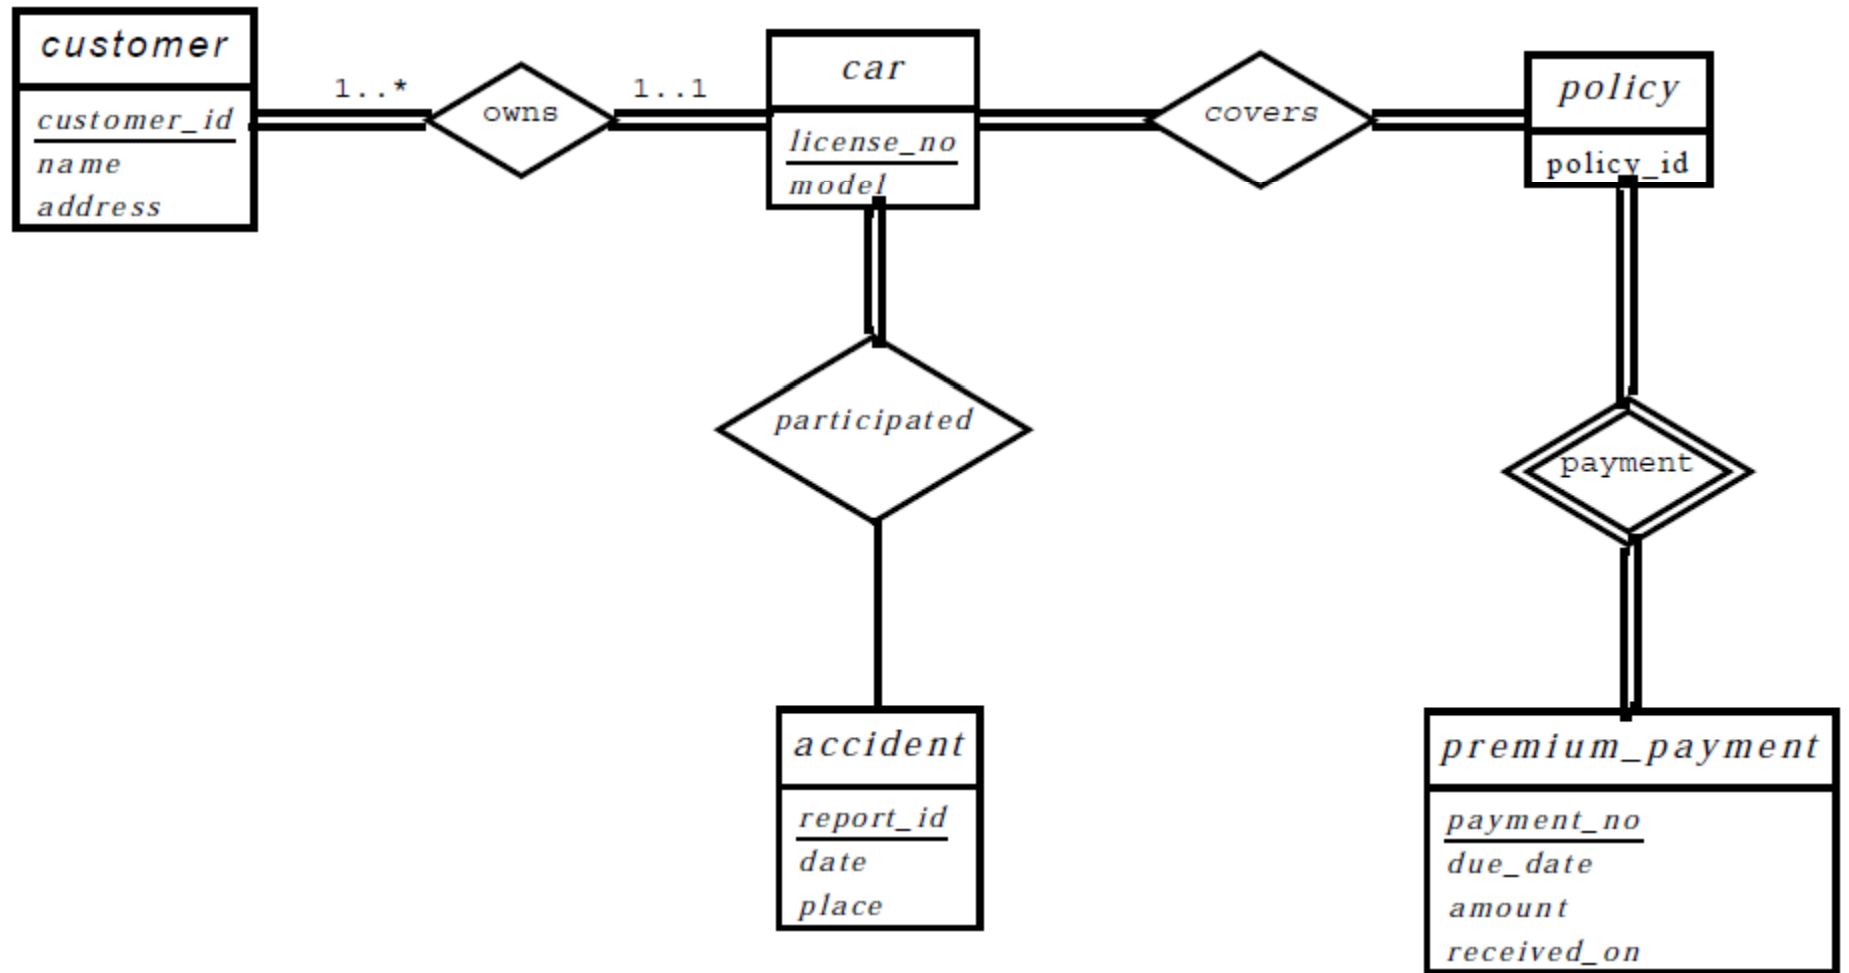 customer
customer_id
name
address
1..*
owns
1..1
car
license_no
model
covers
policy
policy_id
participated
payment
accident
report_id
date
place
premium_payment
payment_no
due_date
amount
received_on